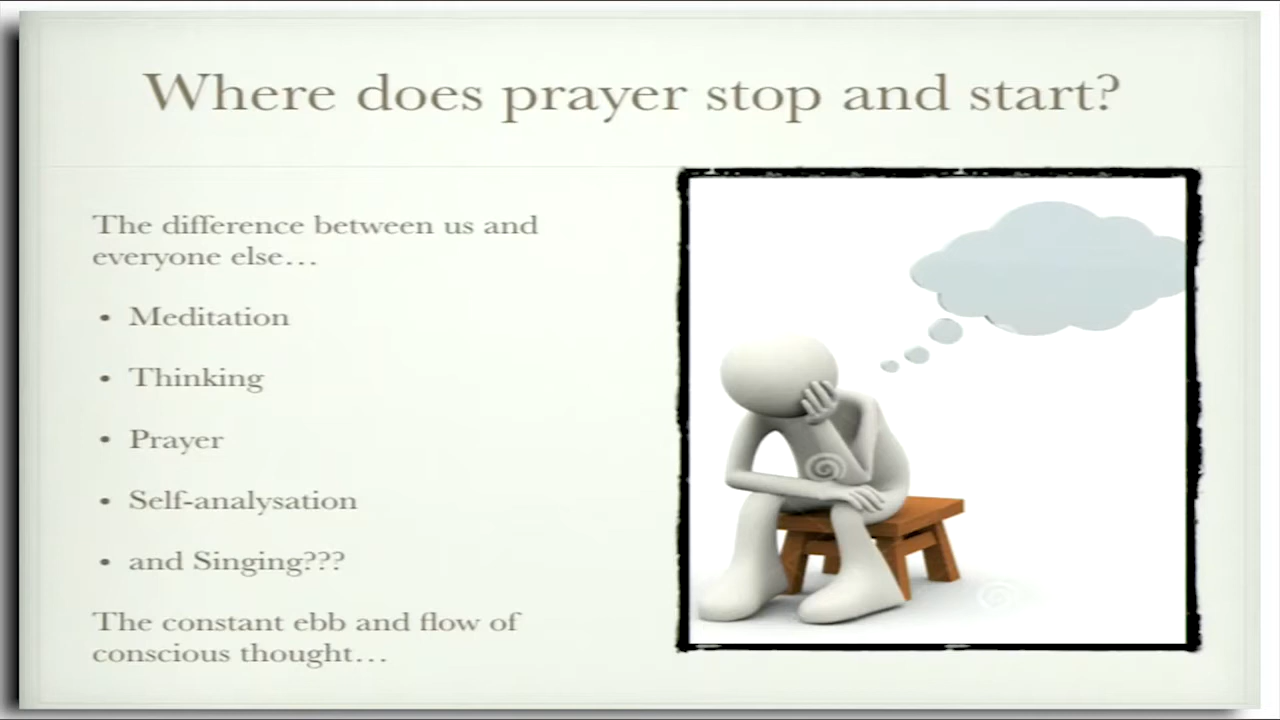 Where does prayer stop and start?
The difference between us and
everyone else…
• Meditation
• Thinking
• Prayer
• Self-analysation
• and Singing???
The constant ebb and flow of
conscious thought…